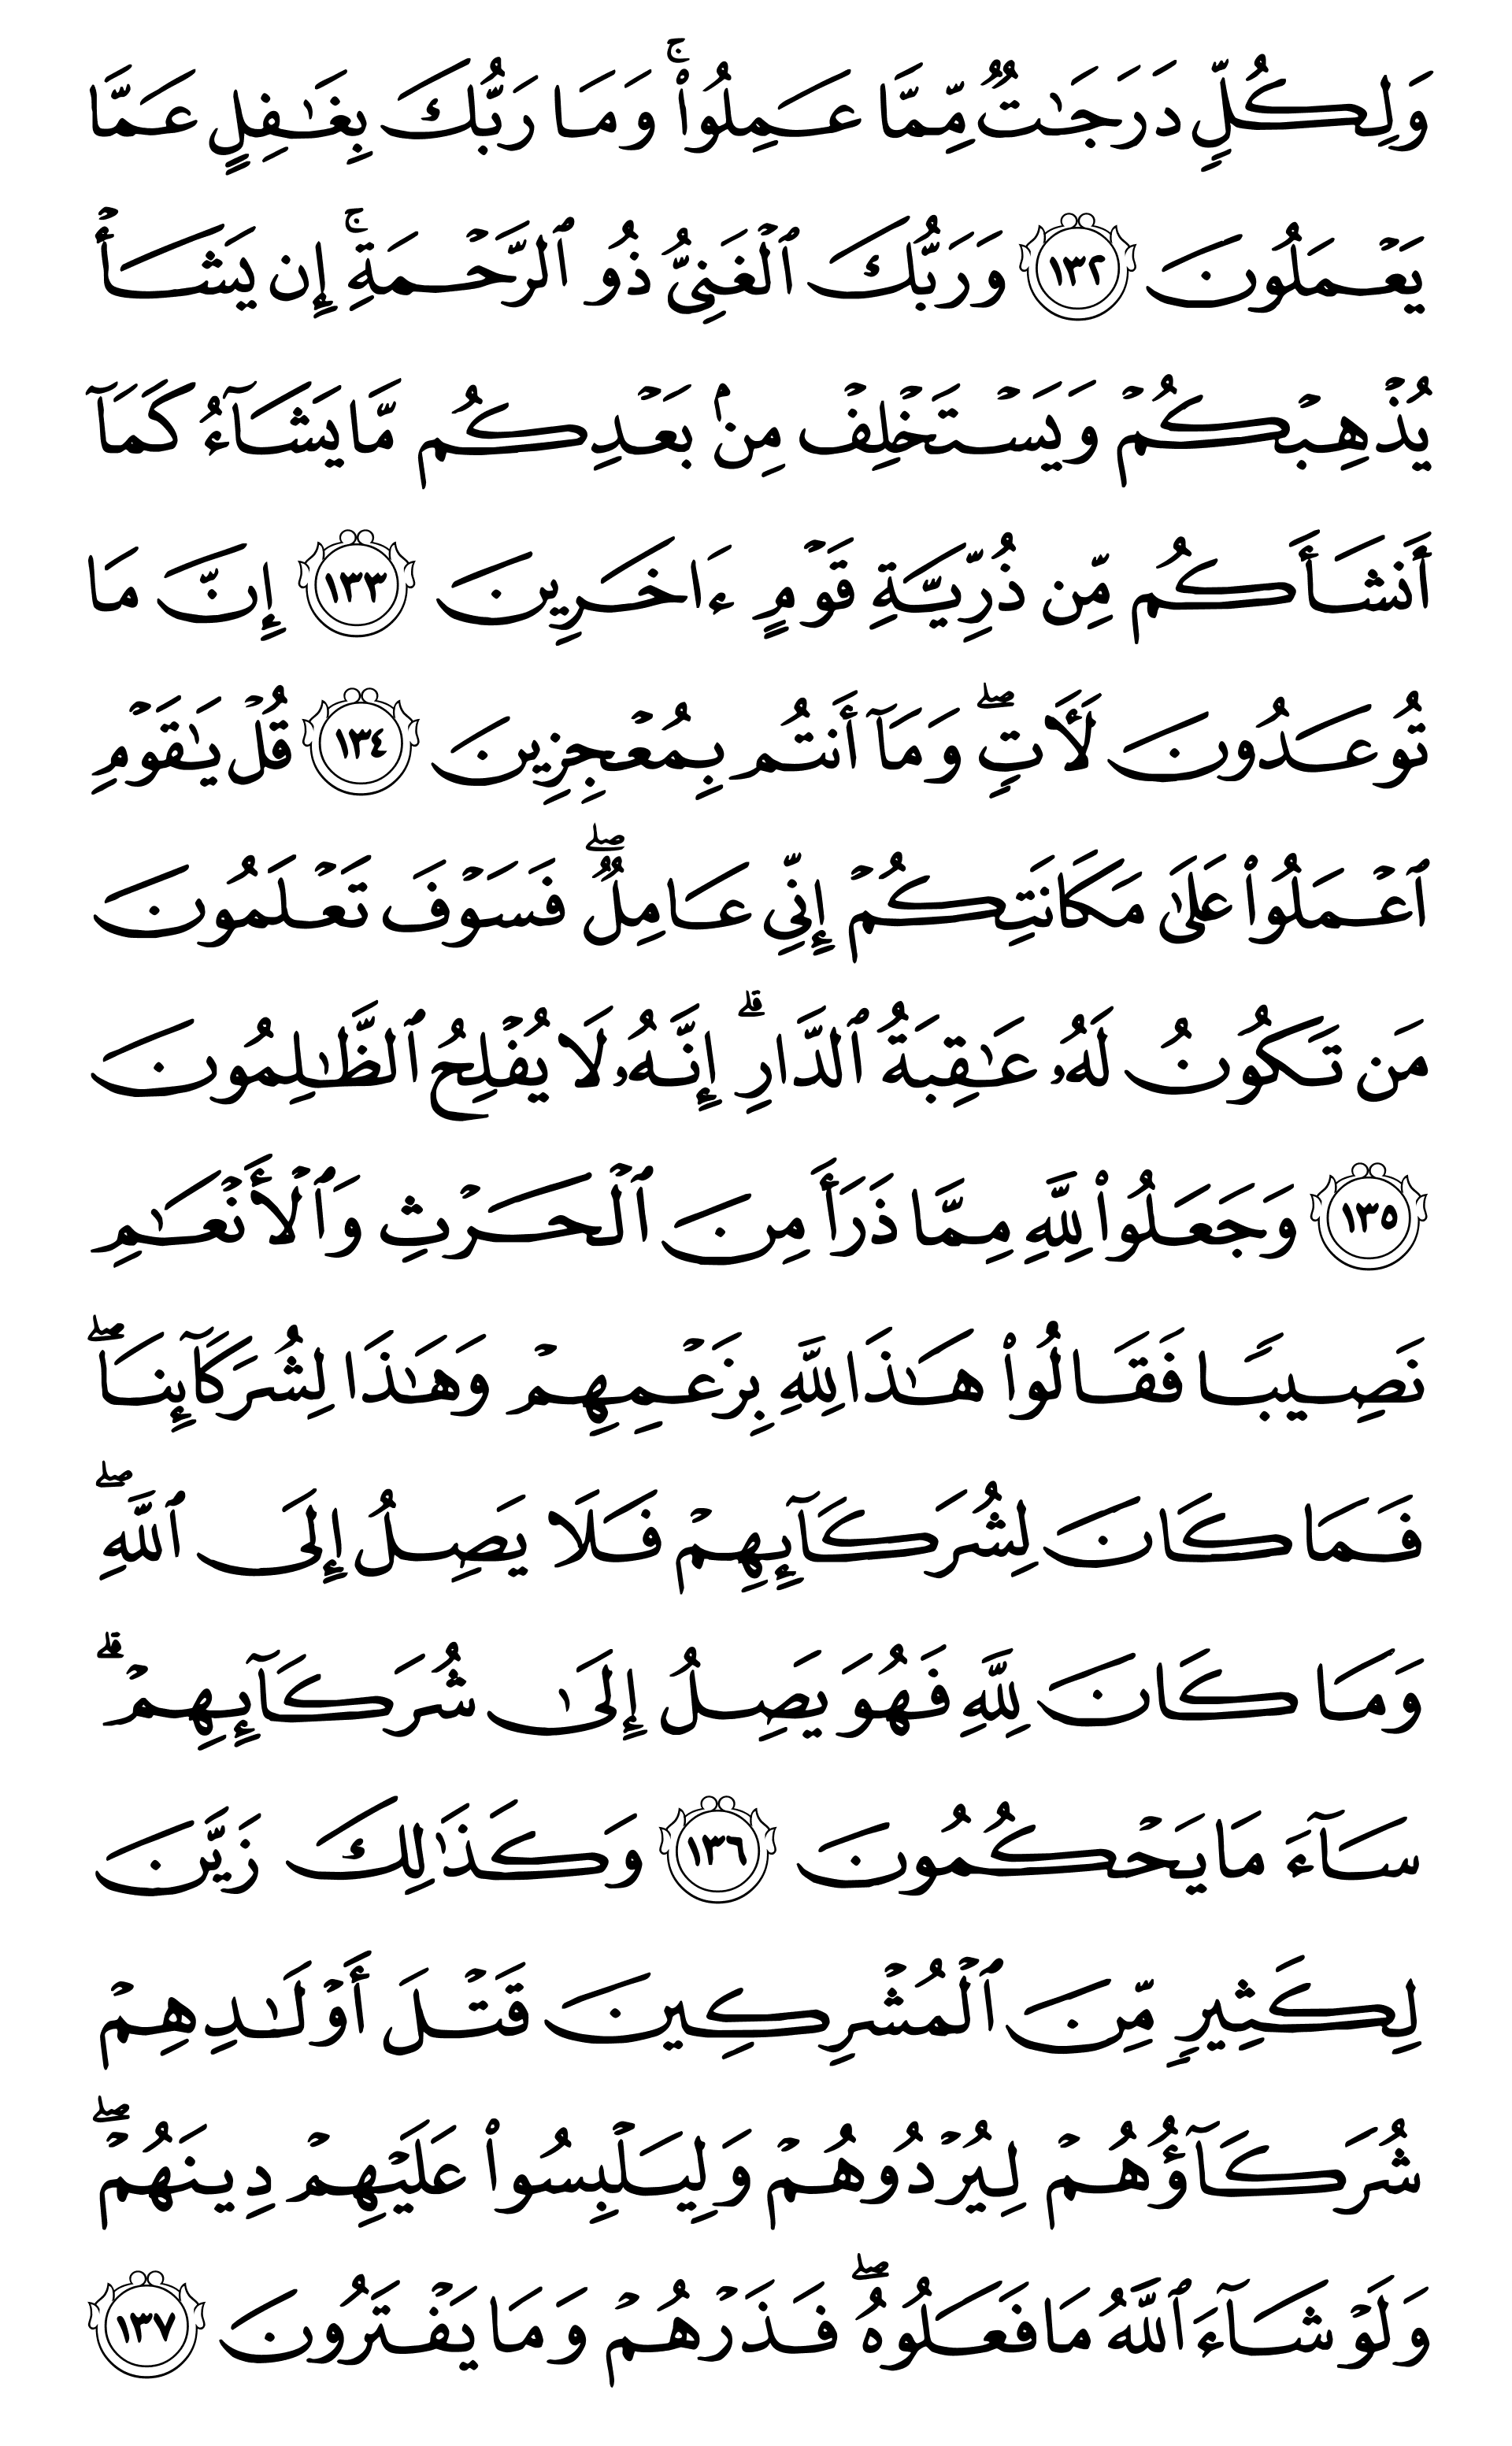 وَلِكُلٍّ دَرَجَٰتٌ مِّمَّا عَمِلُوا۟ ۚ وَمَا رَبُّكَ بِغَٰفِلٍ عَمَّا
يَعْمَلُونَ ١٣٢ وَرَبُّكَ ٱلْغَنِىُّ ذُو ٱلرَّحْمَةِ ۚ إِن يَشَأْ
يُذْهِبْكُمْ وَيَسْتَخْلِفْ مِنۢ بَعْدِكُم مَّا يَشَآءُ كَمَآ
أَنشَأَكُم مِّن ذُرِّيَّةِ قَوْمٍ ءَاخَرِينَ ١٣٣ إِنَّ مَا
تُوعَدُونَ لَأَتٍ ۖ وَمَآ أَنتُم بِمُعْجِزِينَ ١٣٤ قُلْ يَٰقَوْمِ
ٱعْمَلُوا۟ عَلَىٰ مَكَانَتِكُمْ إِنِّى عَامِلٌ ۖ فَسَوْفَ تَعْلَمُونَ
مَن تَكُونُ لَهُۥ عَٰقِبَةُ ٱلدَّارِ ۗ إِنَّهُۥ لَا يُفْلِحُ ٱلظَّٰلِمُونَ
١٣٥ وَجَعَلُوا۟ لِلَّهِ مِمَّا ذَرَأَ مِنَ ٱلْحَرْثِ وَٱلْأَنْعَٰمِ
نَصِيبًا فَقَالُوا۟ هَٰذَا لِلَّهِ بِزَعْمِهِمْ وَهَٰذَا لِشُرَكَآئِنَا ۖ
فَمَا كَانَ لِشُرَكَآئِهِمْ فَلَا يَصِلُ إِلَى ٱللَّهِ ۖ
وَمَا كَانَ لِلَّهِ فَهُوَ يَصِلُ إِلَىٰ شُرَكَآئِهِمْ ۗ
سَآءَ مَا يَحْكُمُونَ ١٣٦ وَكَذَٰلِكَ زَيَّنَ
لِكَثِيرٍ مِّنَ ٱلْمُشْرِكِينَ قَتْلَ أَوْلَٰدِهِمْ
شُرَكَآؤُهُمْ لِيُرْدُوهُمْ وَلِيَلْبِسُوا۟ عَلَيْهِمْ دِينَهُمْ ۖ
وَلَوْ شَآءَ ٱللَّهُ مَا فَعَلُوهُ ۖ فَذَرْهُمْ وَمَا يَفْتَرُونَ ١٣٧